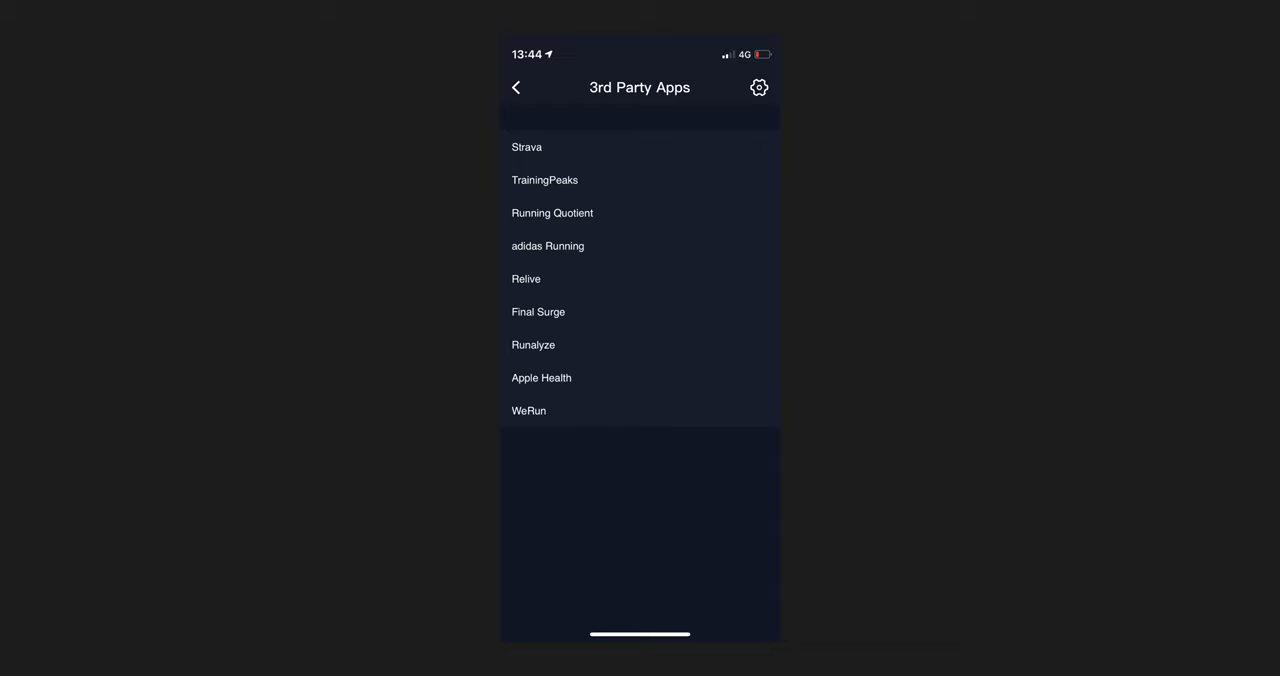 13:44
4G
3rd Party Apps
Strava
TrainingPeaks
Running Quotient
adidas Running
Relive
Final Surge
Runalyze
Apple Health
WeRun